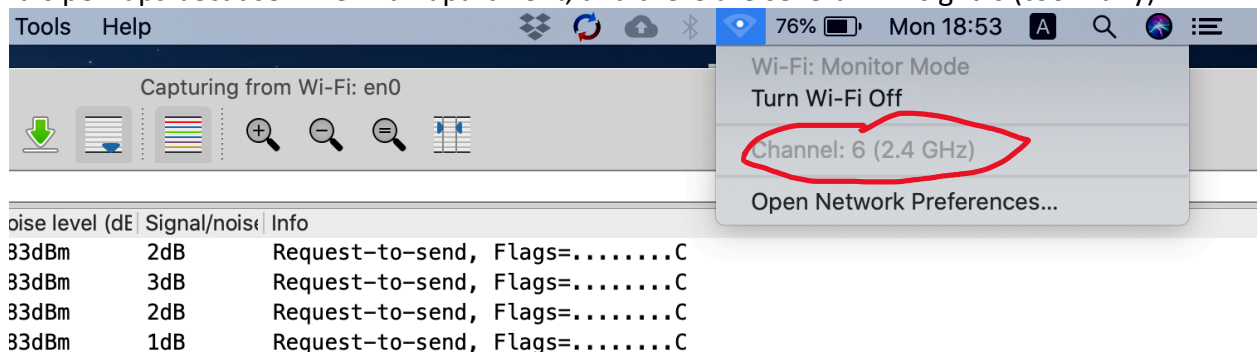 Tools Help 76% Mon 18:53 A
Capturing from Wi-Fi: en0
Wi-Fi: Monitor Mode
Turn Wi-Fi Off
Channel: 6 (2.4 GHz)
Open Network Preferences...
level (dE Signal/noise Info
83dBm 2dB Request-to-send, Flags=........C
83dBm 3dB Request-to-send, Flags=........C
83dBm 2dB Request-to-send, Flags=........C
83dBm 1dB Request-to-send, Flags=........C